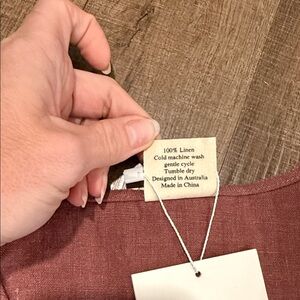 100% Linen
Cold machine wash
gentle cycle
Tumble dry
Designed in Australia
Made in China